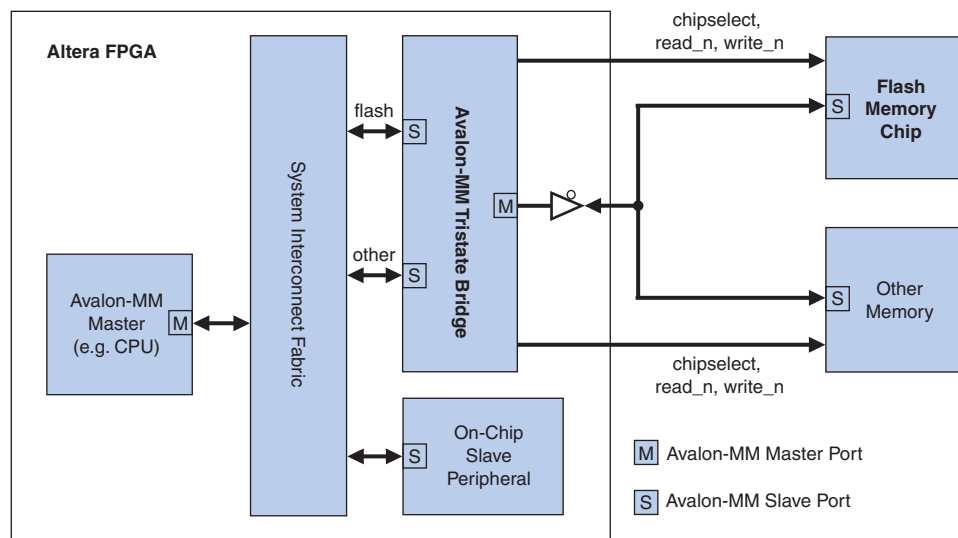 Altera FPGA
chipselect,
read_n, write_n
Flash
Memory
Chip
S
flash
S
Avalon-MM Tristate Bridge
System Interconnect Fabric
M
other
S
Avalon-MM
Master
(e.g. CPU)
M
S
Other
Memory
chipselect,
read_n, write_n
On-Chip
Slave
Peripheral
S
M Avalon-MM Master Port
S Avalon-MM Slave Port